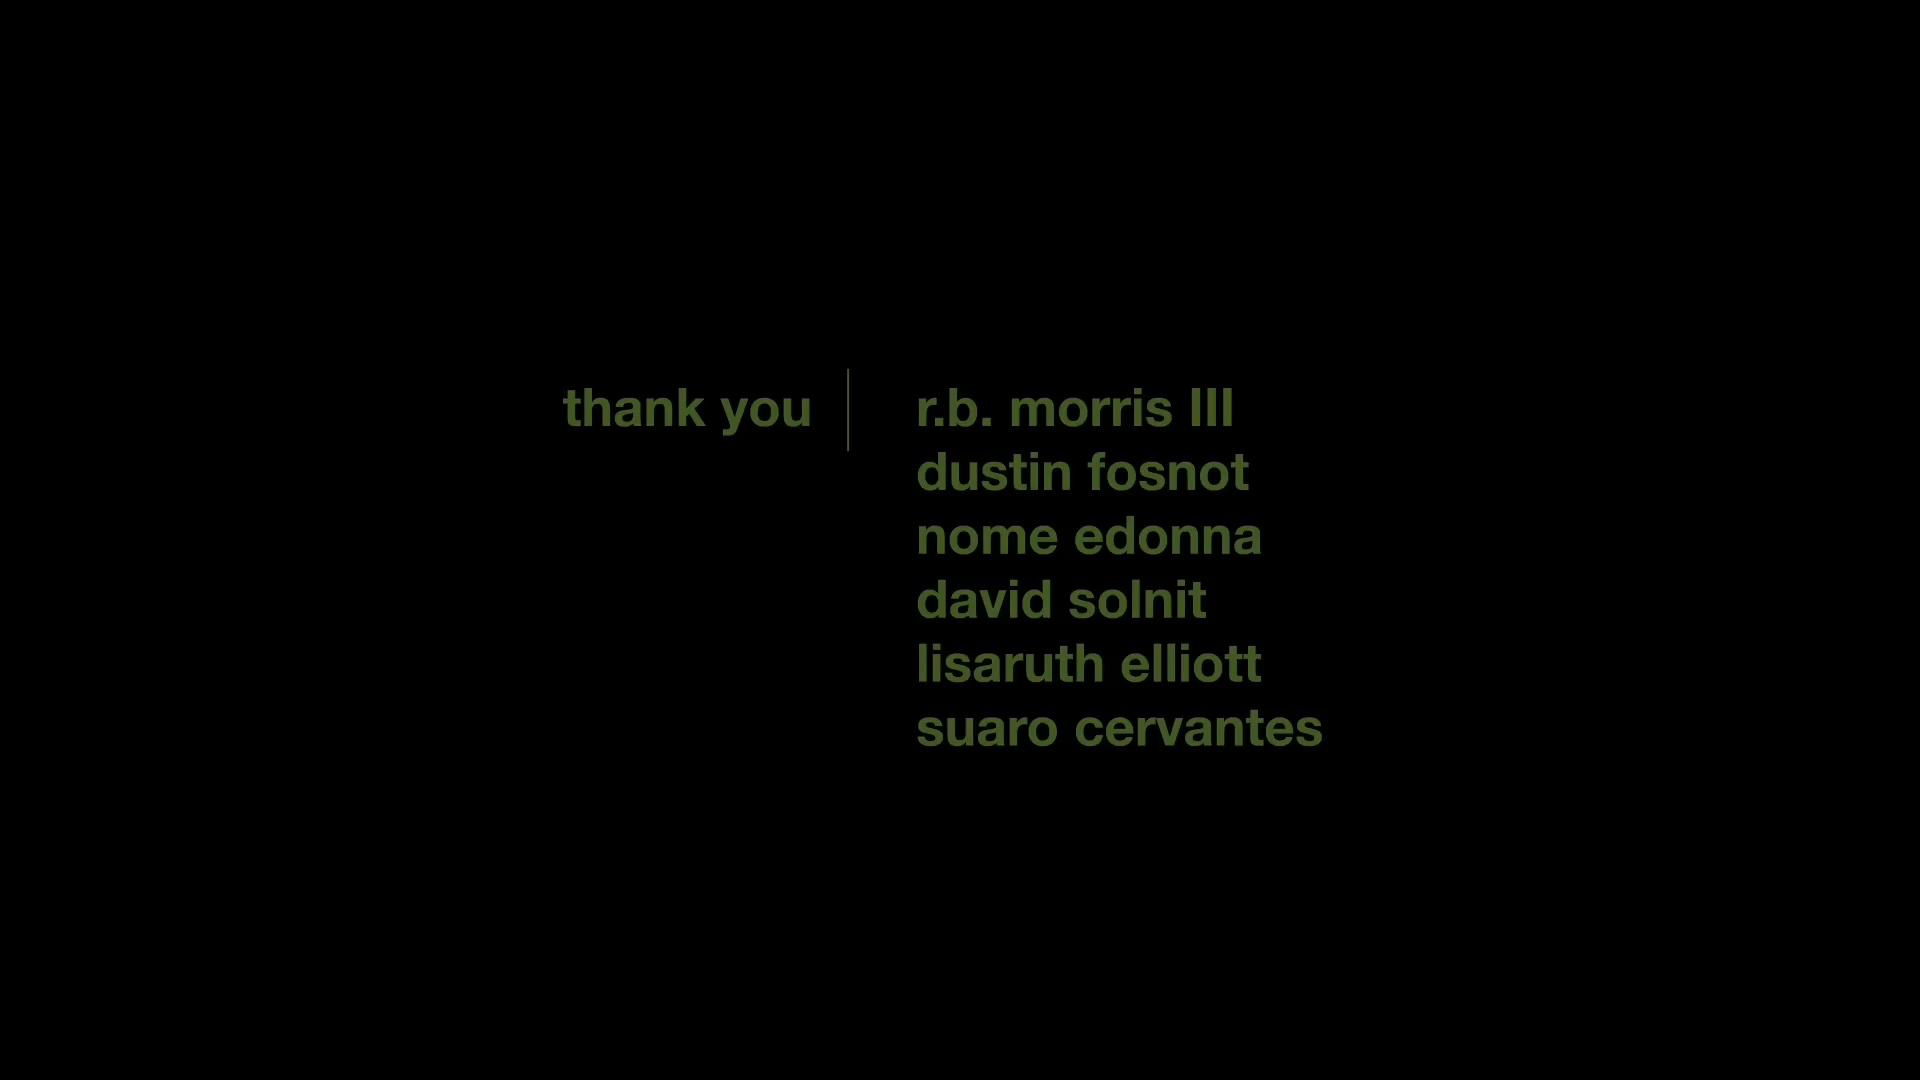 thank you
r.b. morris III
dustin fosnot
nome edonna
david solnit
lisaruth elliott
suaro cervantes